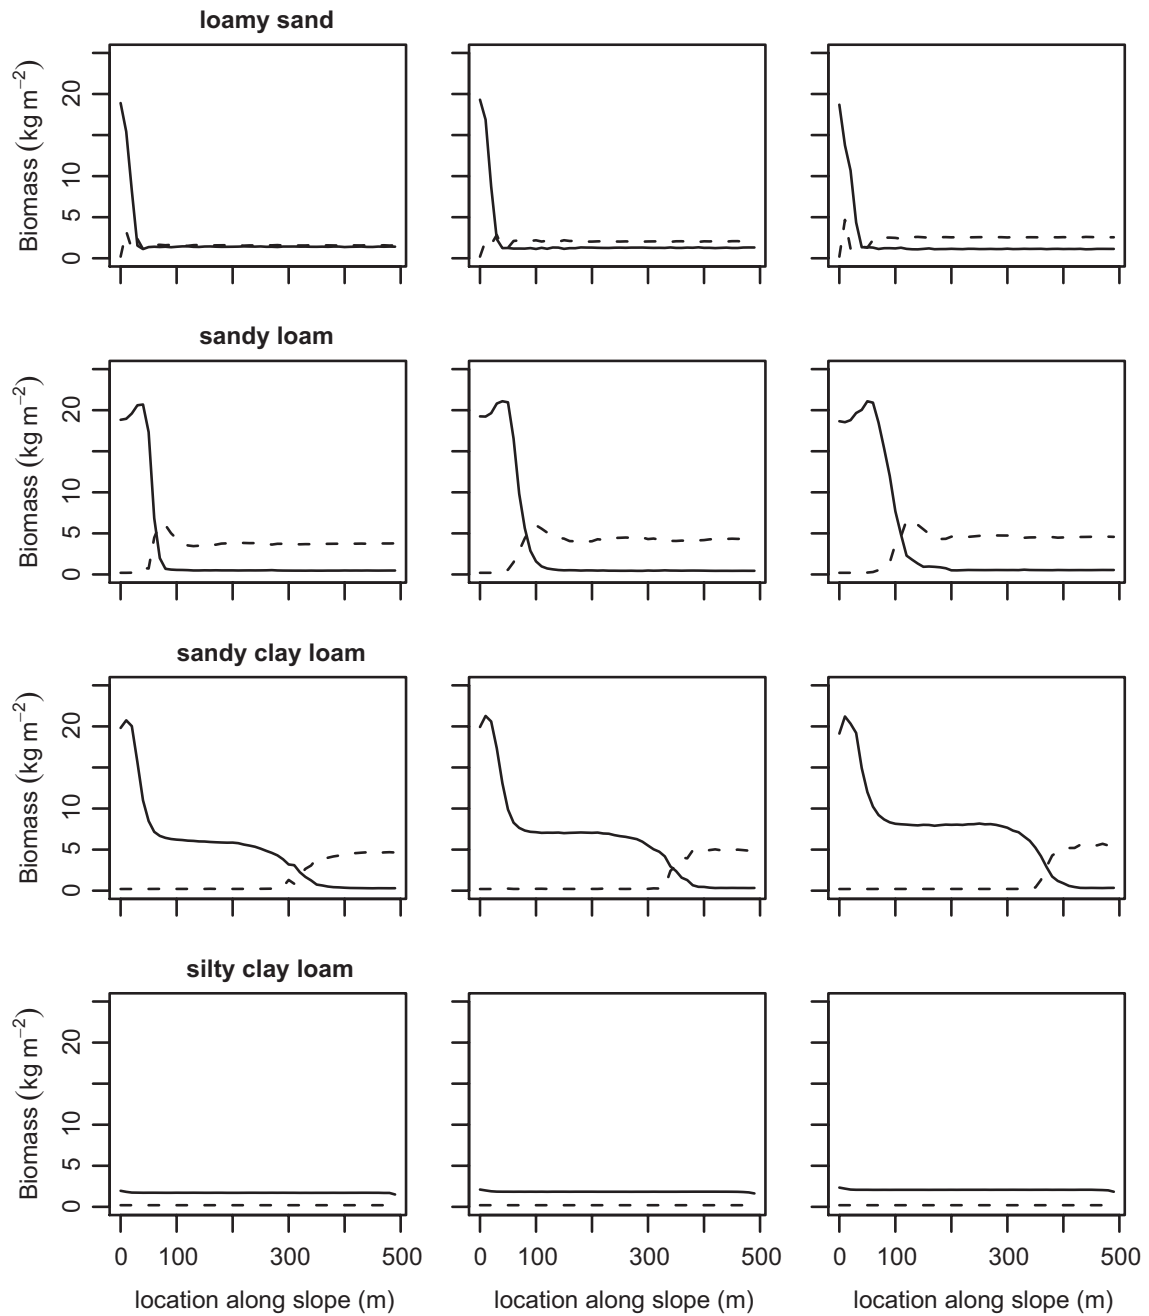 loamy sand
Biomass (kg m−2)
0 5 10 20
sandy loam
Biomass (kg m−2)
0 5 10 20
sandy clay loam
Biomass (kg m−2)
0 5 10 20
silty clay loam
Biomass (kg m−2)
0 5 10 20
0 100 300 500 0 100 300 500 0 100 300 500
location along slope (m) location along slope (m) location along slope (m)